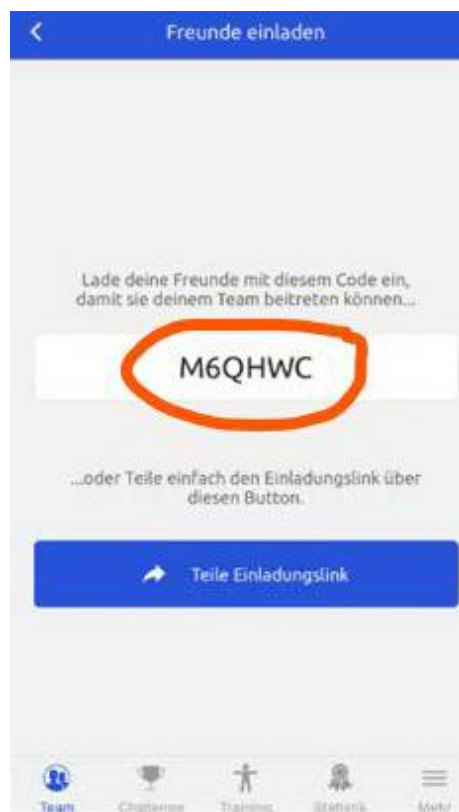 Freunde einladen
Lade deine Freunde mit diesem Code ein,
damit sie deinem Team beitreten können...
M6QHWC
...oder Teile einfach den Einladungslink über
diesen Button.
Teile Einladungslink
Team Challenge Training Statistik Mehr